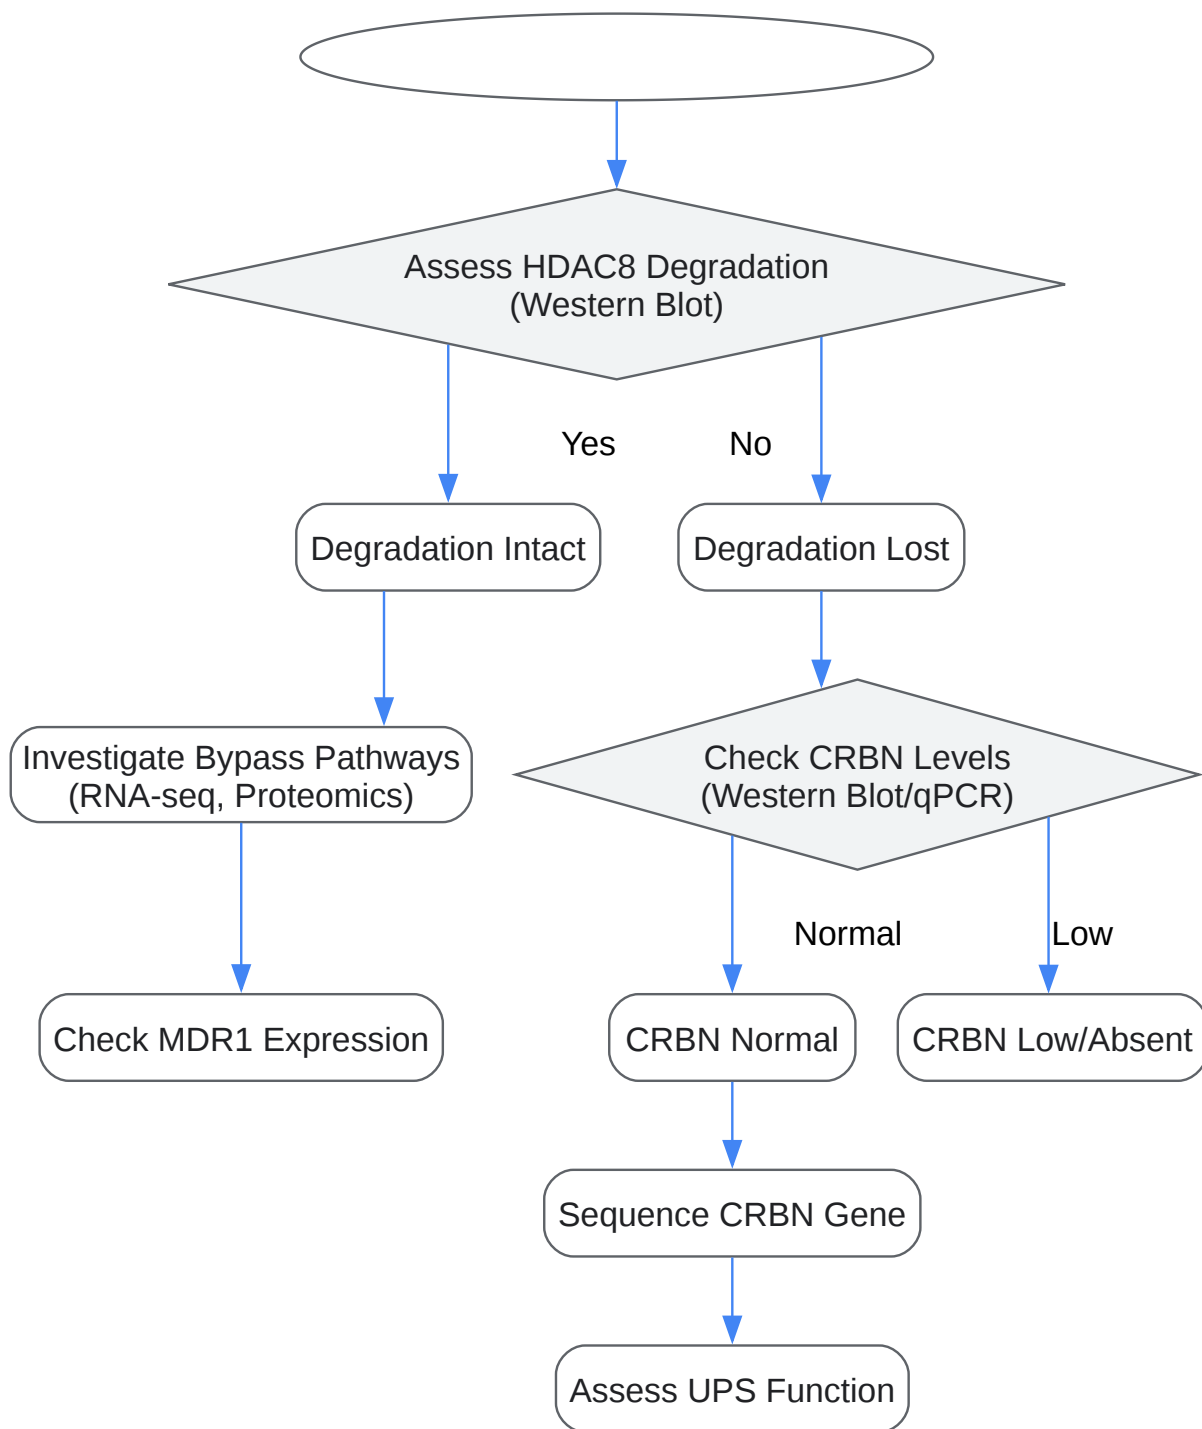 Assess HDAC8 Degradation
(Western Blot)
Yes
No
Degradation Intact
Degradation Lost
Investigate Bypass Pathways
(RNA-seq, Proteomics)
Check CRBN Levels
(Western Blot/qPCR)
Normal
Low
Check MDR1 Expression
CRBN Normal
CRBN Low/Absent
Sequence CRBN Gene
Assess UPS Function